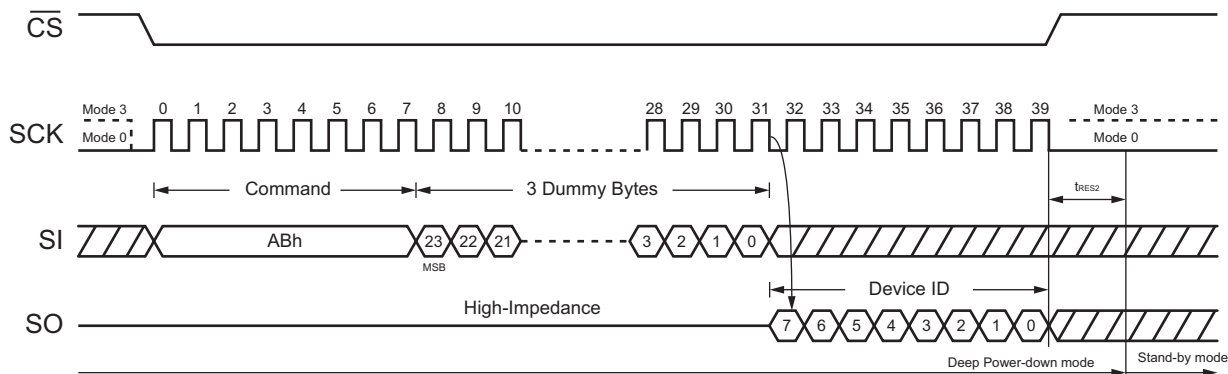 CS
0 1 2 3 4 5 6 7 8 9 10 28 29 30 31 32 33 34 35 36 37 38 39
Mode 3 Mode 3
SCK
Mode 0 Mode 0
Command 3 Dummy Bytes tRES2
SI ABh 23 22 21 3 2 1 0
MSB
Device ID
High-Impedance
SO 7 6 5 4 3 2 1 0
Deep Power-down mode Stand-by mode